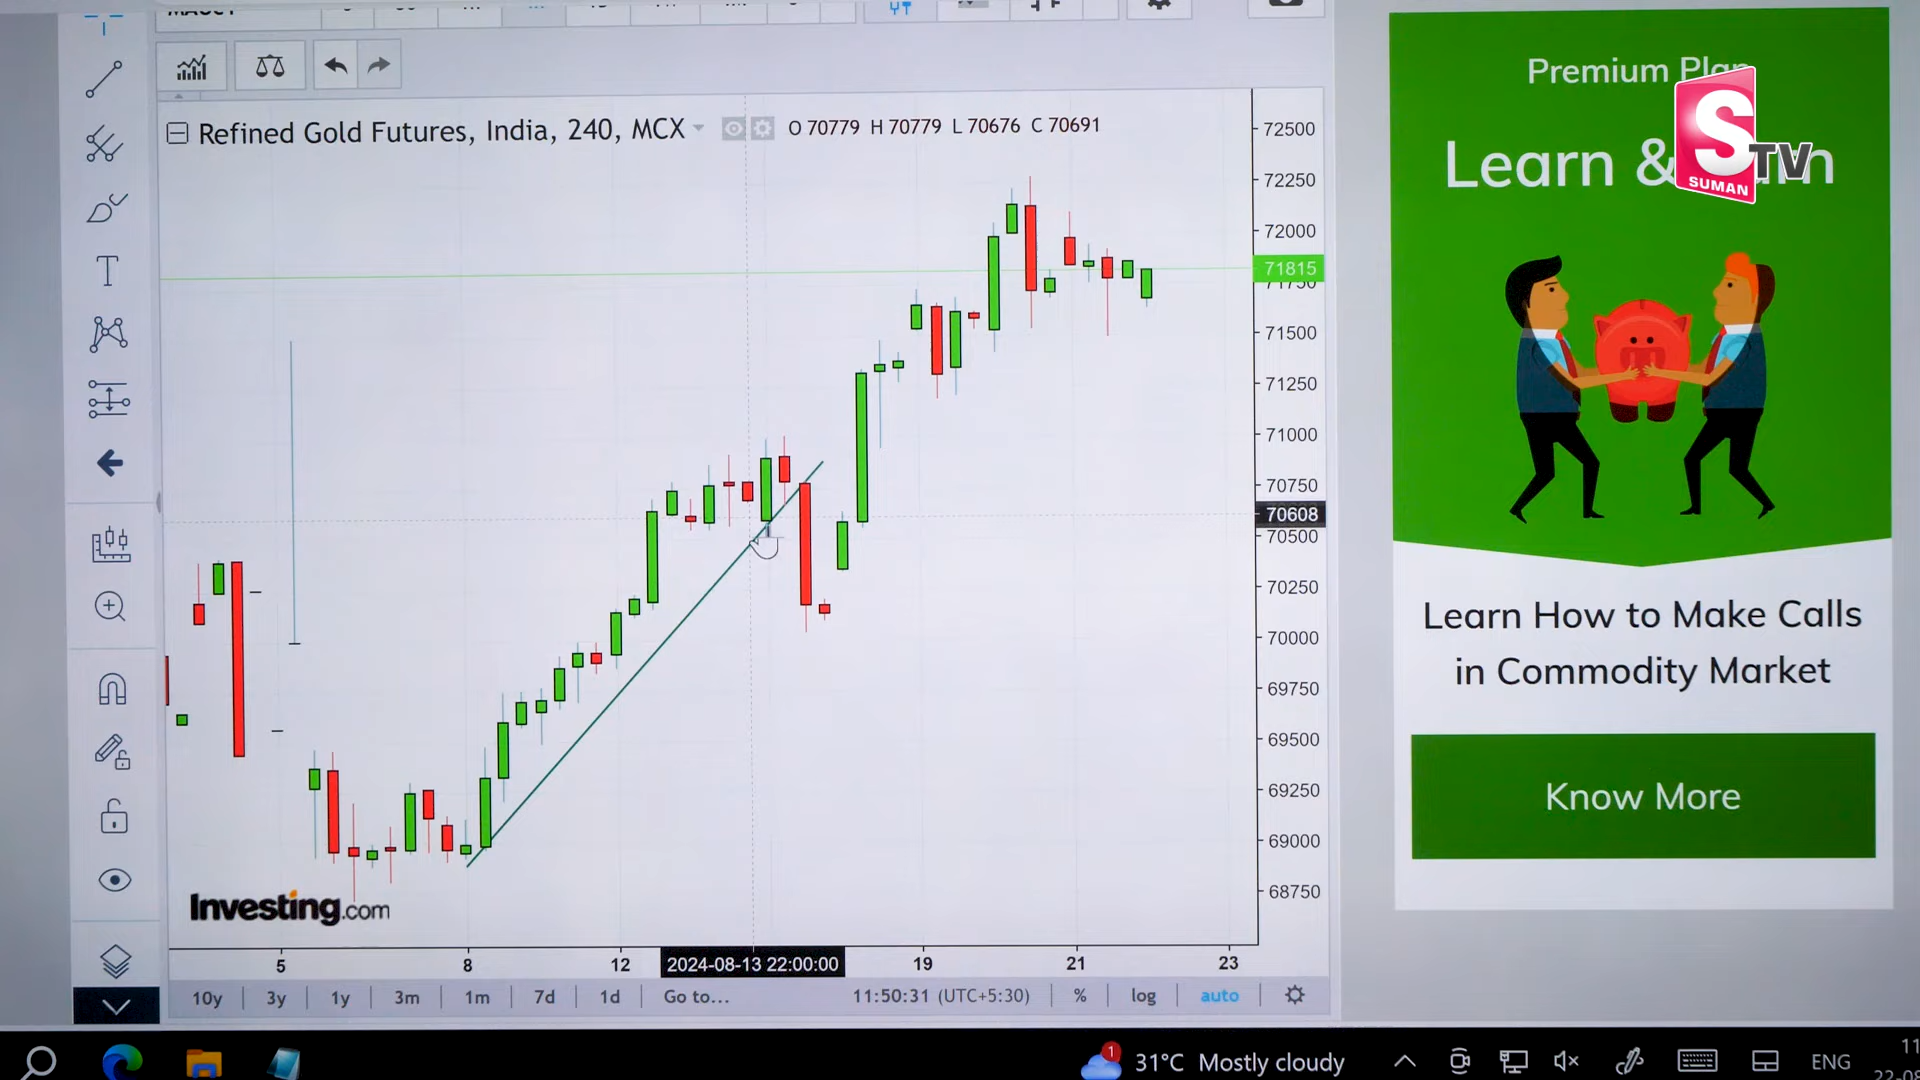 Refined Gold Futures, India, 240, MCX
O 70779 H 70779 L 70676 C 70691
72500
72250
72000
71815
71750
71500
71250
71000
70750
70608
70500
70250
70000
69750
69500
69250
69000
68750
Investing.com
5
8
12
2024-08-13 22:00:00
19
21
23
10y
3y
1y
3m
1m
7d
1d
Go to...
11:50:31 (UTC+5:30)
%
log
auto
Premium Plan
Learn &
S
TV
SUMAN
Learn How to Make Calls
in Commodity Market
Know More
1
31°C Mostly cloudy
ENG